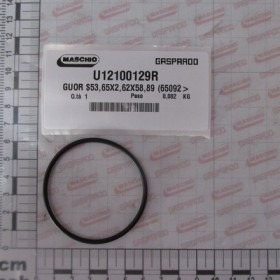 MASCHIO GASPARDO
U12100129R
GUOR S53,65X2,62X58,89 (65092 >
Q.tà 1 Peso 0,002 KG